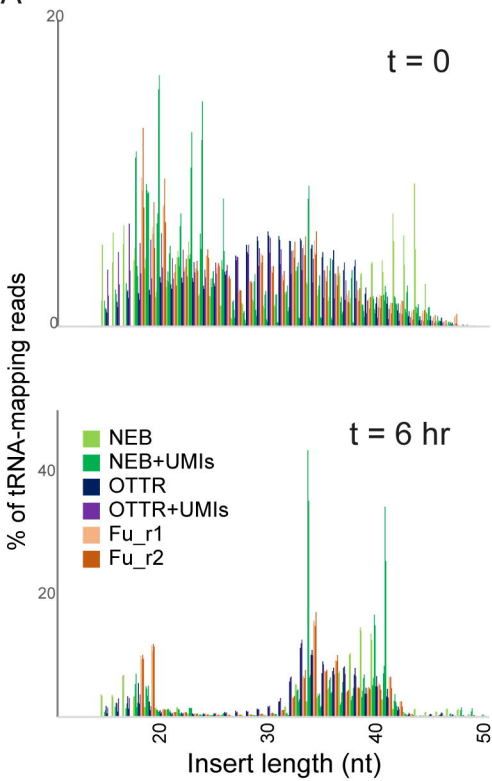 20
t = 0
0
% of tRNA-mapping reads
t = 6 hr
NEB
NEB+UMIs
OTTR
OTTR+UMIs
Fu_r1
Fu_r2
40
20
20
30
40
50
Insert length (nt)